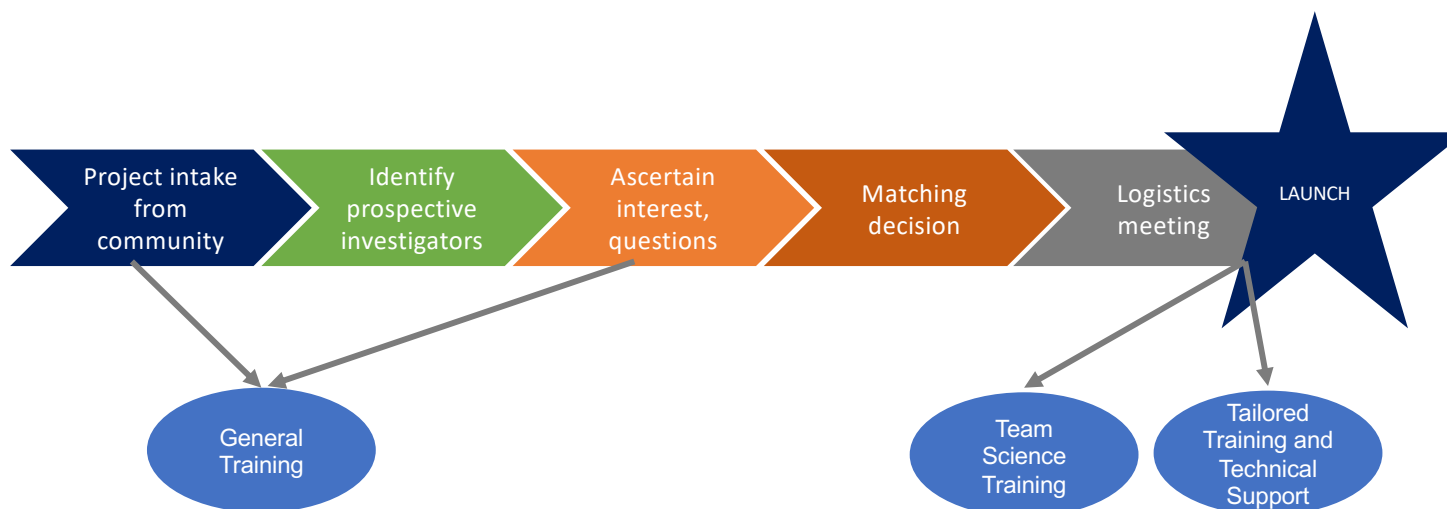 Project intake
from
community
Identify
prospective
investigators
Ascertain
interest,
questions
Matching
decision
Logistics
meeting
LAUNCH
General
Training
Team
Science
Training
Tailored
Training and
Technical
Support